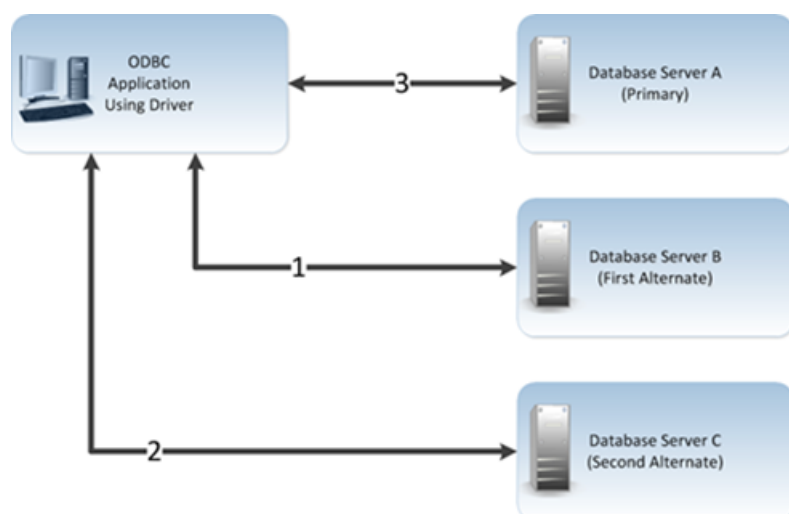 ODBC
Application
Using Driver
3
Database Server A
(Primary)
1
Database Server B
(First Alternate)
2
Database Server C
(Second Alternate)